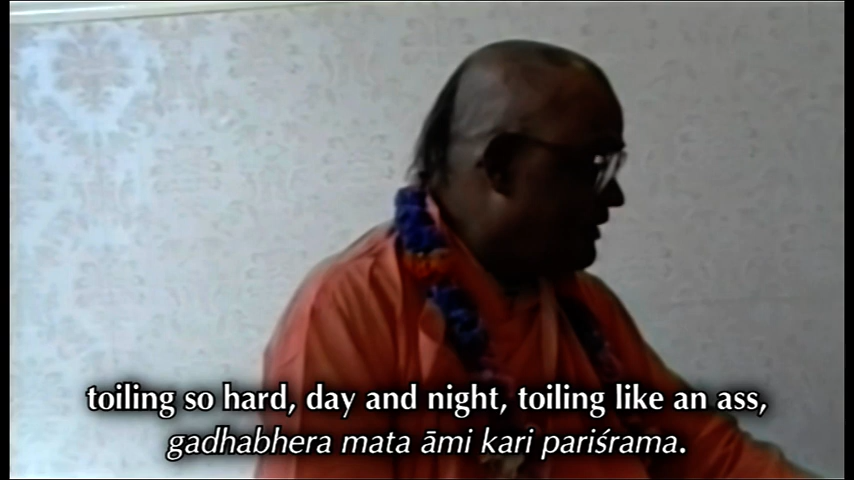 toiling so hard, day and night, toiling like an ass,
gadhabhera mata āmi kari pariśrama.